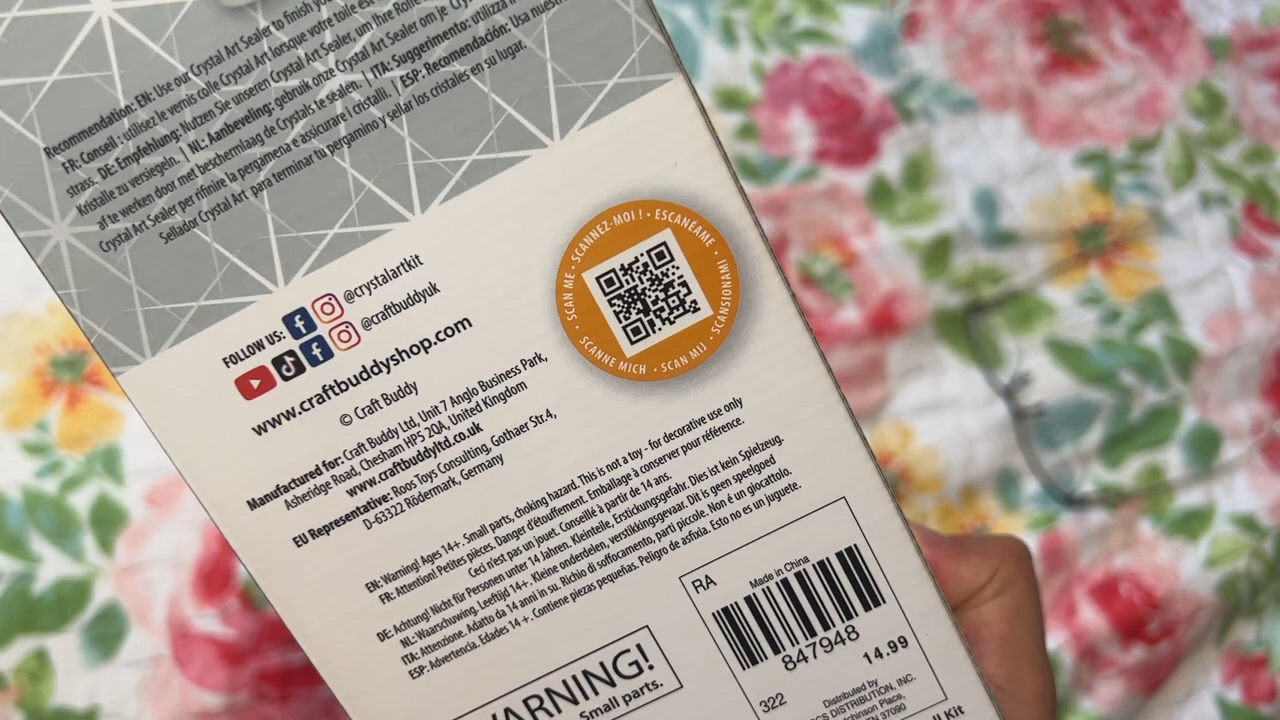 Recommendation: EN: Use our Crystal Art Sealer to finish
FR: Conseil : utilisez le vernis colle Crystal Art lorsque votre toile est
strass. DE: Empfehlung: Nutzen Sie unseren Crystal Art Sealer, um Ihre
Kristalle zu versiegeln. | NL: Aanbeveling: gebruik onze Crystal Art Sealer om je
af te werken door met beschermlaag de Crystals te sealen. | ITA: Suggerimento: utilizza
Crystal Art Sealer per rifinire la pergamena e assicurare i cristalli. | ESP: Recomendación: Usa
Sellador Crystal Art para terminar tu pergamino y sellar los cristales en su lugar.
SCAN ME • SCANNEZ-MOI ! • ESCANÉAME • SCANSIONAMI • SCAN MIJ • SCANNE MICH •
FOLLOW US:
@crystalartkit
@craftbuddyuk
www.craftbuddyshop.com
© Craft Buddy
Manufactured for: Craft Buddy Ltd, Unit 7 Anglo Business Park,
Asheridge Road, Chesham, HP5 2QA, United Kingdom
www.craftbuddyltd.co.uk
EU Representative: Roos Toys Consulting, Gothaer Str.4,
D-63322 Rödermark, Germany
EN: Warning! Ages 14+. Small parts, choking hazard. This is not a toy - for decorative use only
FR: Attention! Petites pièces. Danger d'étouffement. Emballage à conserver pour référence.
Ceci n'est pas un jouet. Conseillé à partir de 14 ans.
DE: Achtung! Nicht für Personen unter 14 Jahren. Kleinteile, Erstickungsgefahr. Dies ist kein Spielzeug.
NL: Waarschuwing. Leeftijd 14+. Kleine onderdelen, verstikkingsgevaar. Dit is geen speelgoed
ITA: Attenzione. Adatto da 14 anni in su. Richio di soffocamento, parti piccole. Non è un giocattolo.
ESP: Advertencia. Edades 14 +. Contiene piezas pequeñas. Peligro de asfixia. Esto no es un juguete.
WARNING!
Small parts.
RA
Made in China
847948
14.99
322
Distributed by
DISTRIBUTION, INC.
Place,
37090
Kit